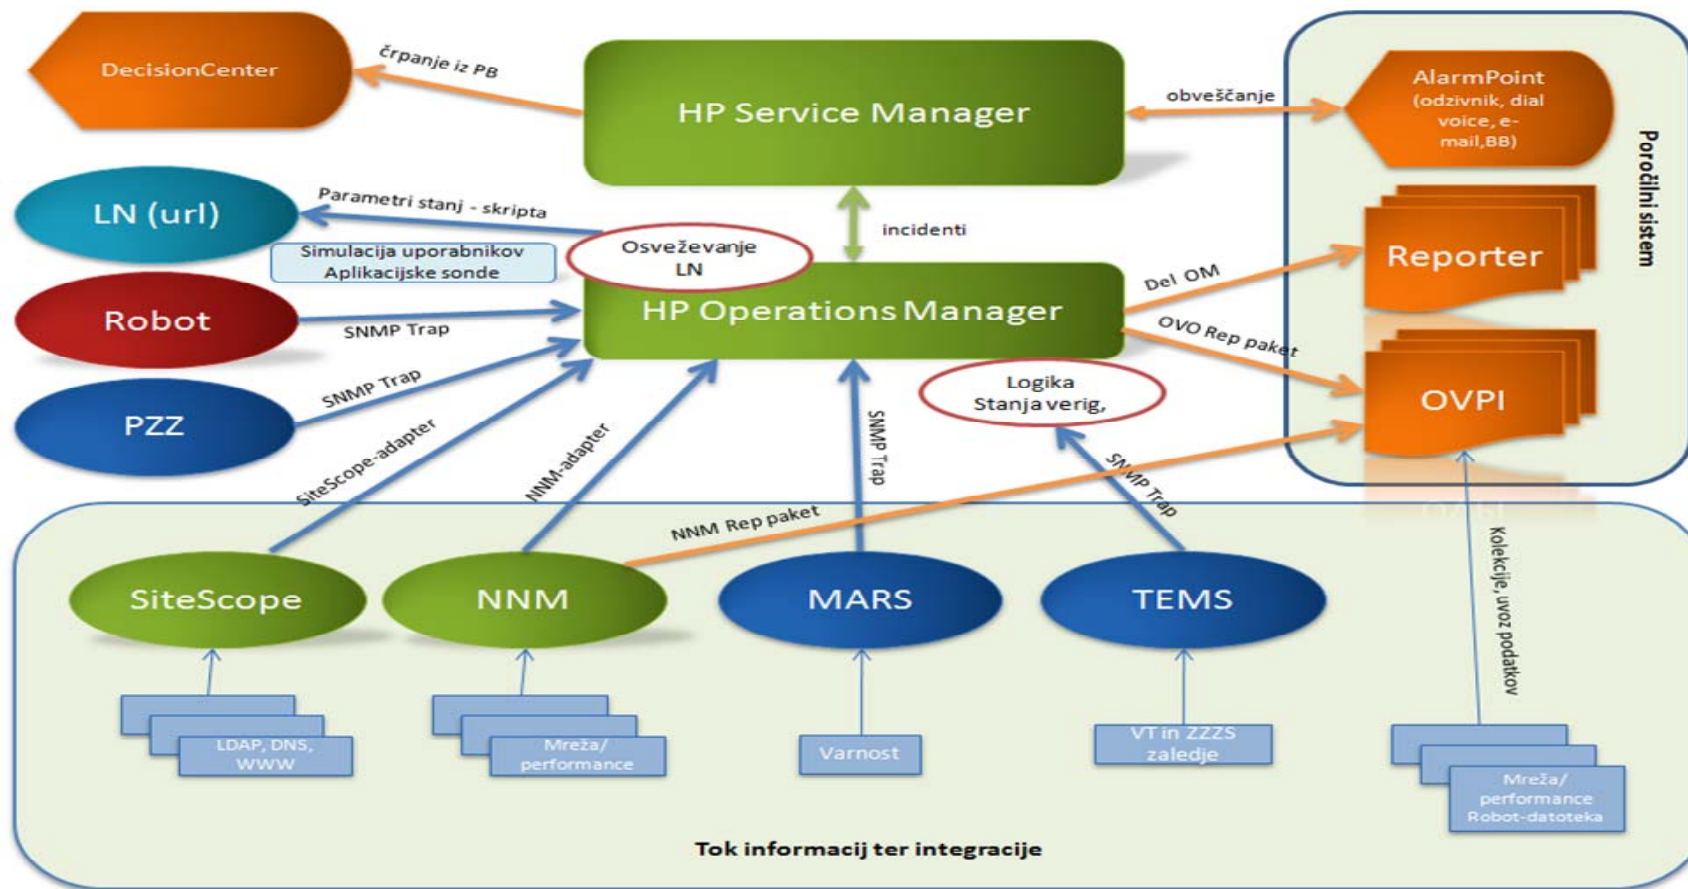 DecisionCenter
črpanje iz PB
HP Service Manager
obveščanje
AlarmPoint
(odzivnik, dial
voice, e-
mail,BB)
Poročilni sistem
LN (url)
Parametri stanj - skripta
Simulacija uporabnikov
Aplikacijske sonde
Osveževanje
LN
incidenti
Reporter
Robot
SNMP Trap
HP Operations Manager
Del OM
OVO Rep paket
PZZ
SNMP Trap
SiteScope-adapter
NNM-adapter
SNMP Trap
Logika
Stanja verig,
SNMP Trap
OVPI
NNM Rep paket
Kolekcije, uvoz podatkov
SiteScope
NNM
MARS
TEMS
LDAP, DNS,
WWW
Mreža/
performance
Varnost
VT in ZZZS
zaledje
Mreža/
performance
Robot-datoteka
Tok informacij ter integracije